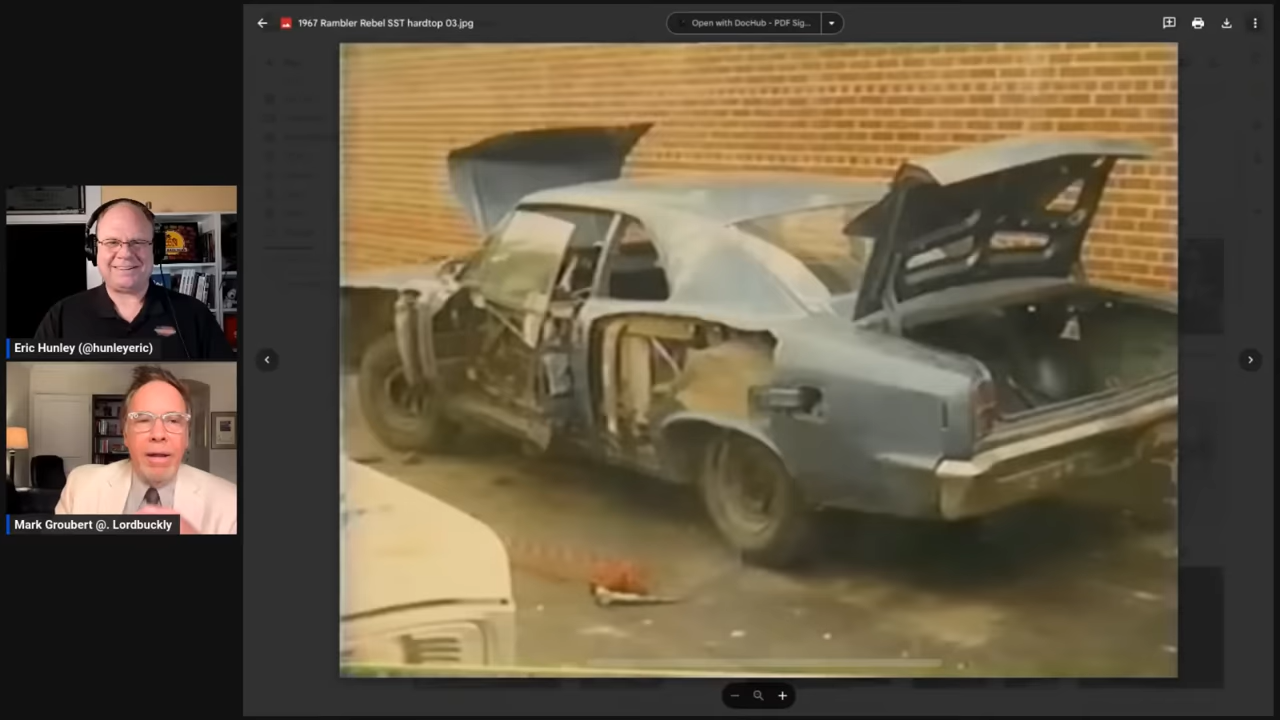 1967 Rambler Rebel SST hardtop 03.jpg
Open with DocHub - PDF Sig...
Eric Hunley (@hunleyeric)
Mark Groubert @. Lordbuckly